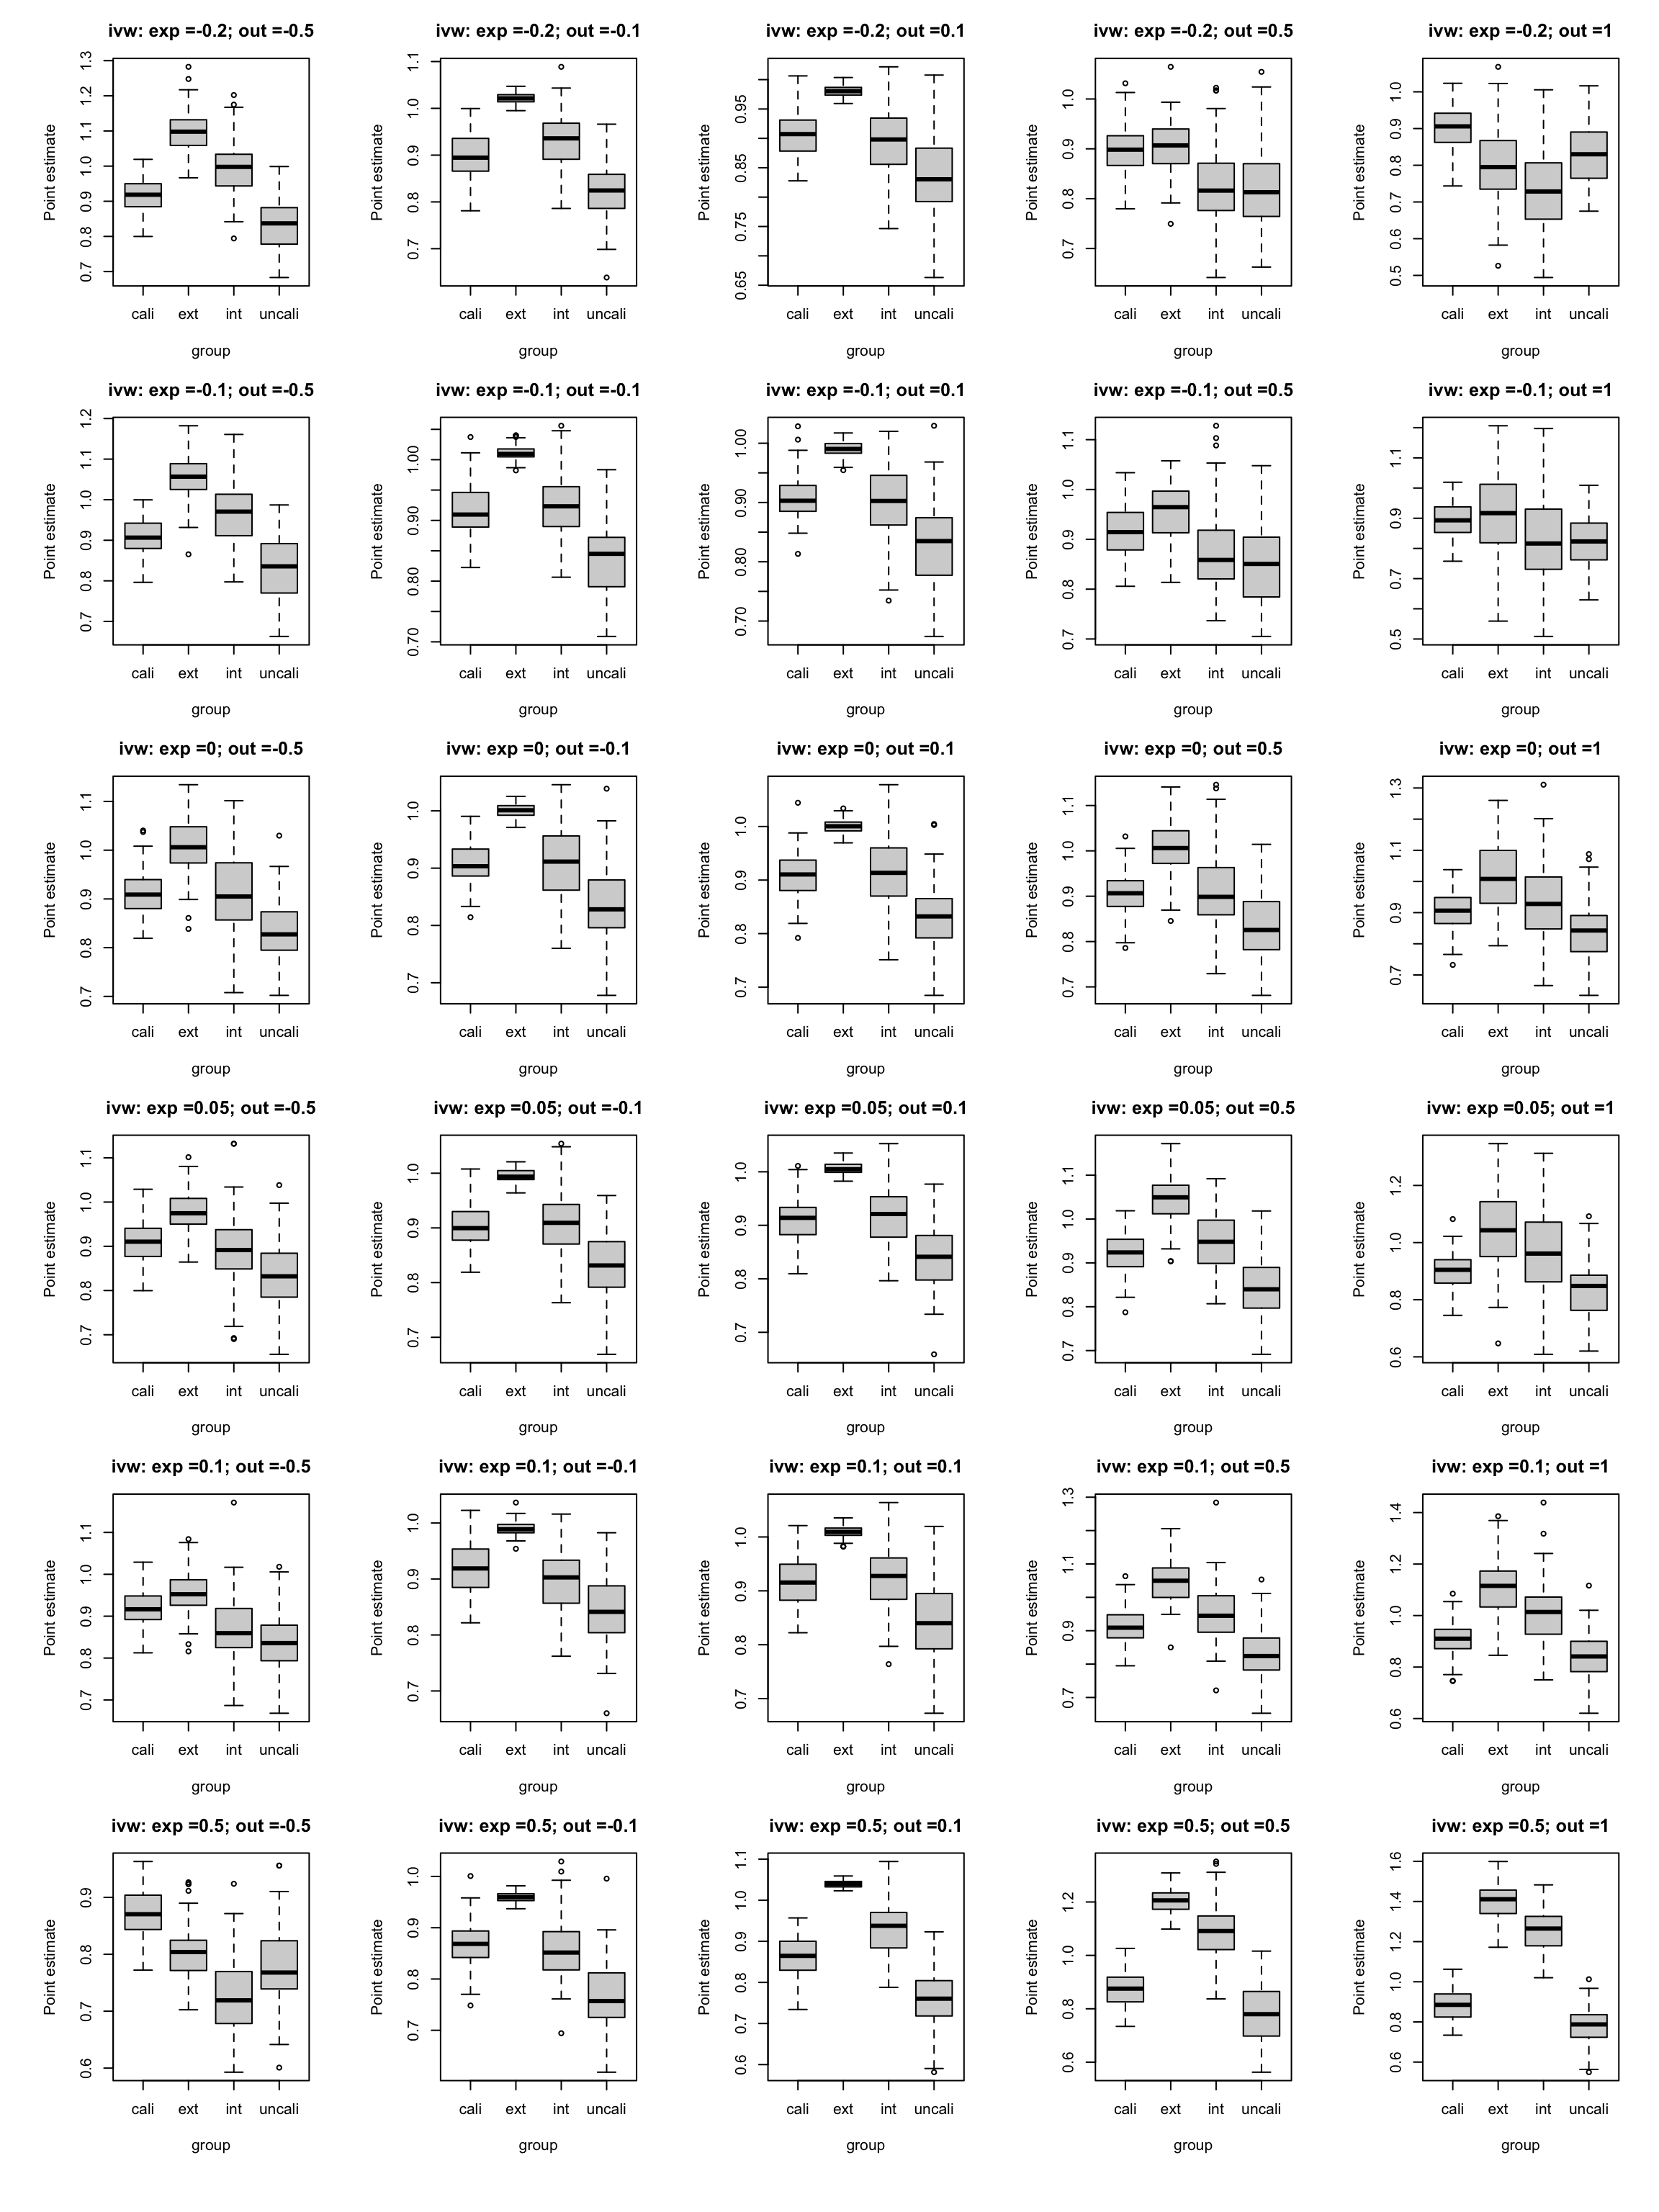 ivw: exp =-0.2; out =-0.5
Point estimate
0.7 0.8 0.9 1.0 1.1 1.2 1.3
cali ext int uncali
group
ivw: exp =-0.2; out =-0.1
Point estimate
0.7 0.8 0.9 1.0 1.1
cali ext int uncali
group
ivw: exp =-0.2; out =0.1
Point estimate
0.65 0.75 0.85 0.95
cali ext int uncali
group
ivw: exp =-0.2; out =0.5
Point estimate
0.7 0.8 0.9 1.0
cali ext int uncali
group
ivw: exp =-0.2; out =1
Point estimate
0.5 0.6 0.7 0.8 0.9 1.0
cali ext int uncali
group
ivw: exp =-0.1; out =-0.5
Point estimate
0.7 0.8 0.9 1.0 1.1 1.2
cali ext int uncali
group
ivw: exp =-0.1; out =-0.1
Point estimate
0.70 0.80 0.90 1.00
cali ext int uncali
group
ivw: exp =-0.1; out =0.1
Point estimate
0.70 0.80 0.90 1.00
cali ext int uncali
group
ivw: exp =-0.1; out =0.5
Point estimate
0.7 0.8 0.9 1.0 1.1
cali ext int uncali
group
ivw: exp =-0.1; out =1
Point estimate
0.5 0.7 0.9 1.1
cali ext int uncali
group
ivw: exp =0; out =-0.5
Point estimate
0.7 0.8 0.9 1.0 1.1
cali ext int uncali
group
ivw: exp =0; out =-0.1
Point estimate
0.7 0.8 0.9 1.0
cali ext int uncali
group
ivw: exp =0; out =0.1
Point estimate
0.7 0.8 0.9 1.0
cali ext int uncali
group
ivw: exp =0; out =0.5
Point estimate
0.7 0.8 0.9 1.0 1.1
cali ext int uncali
group
ivw: exp =0; out =1
Point estimate
0.7 0.9 1.1 1.3
cali ext int uncali
group
ivw: exp =0.05; out =-0.5
Point estimate
0.7 0.8 0.9 1.0 1.1
cali ext int uncali
group
ivw: exp =0.05; out =-0.1
Point estimate
0.7 0.8 0.9 1.0
cali ext int uncali
group
ivw: exp =0.05; out =0.1
Point estimate
0.7 0.8 0.9 1.0
cali ext int uncali
group
ivw: exp =0.05; out =0.5
Point estimate
0.7 0.8 0.9 1.0 1.1
cali ext int uncali
group
ivw: exp =0.05; out =1
Point estimate
0.6 0.8 1.0 1.2
cali ext int uncali
group
ivw: exp =0.1; out =-0.5
Point estimate
0.7 0.8 0.9 1.0 1.1
cali ext int uncali
group
ivw: exp =0.1; out =-0.1
Point estimate
0.7 0.8 0.9 1.0
cali ext int uncali
group
ivw: exp =0.1; out =0.1
Point estimate
0.7 0.8 0.9 1.0
cali ext int uncali
group
ivw: exp =0.1; out =0.5
Point estimate
0.7 0.9 1.1 1.3
cali ext int uncali
group
ivw: exp =0.1; out =1
Point estimate
0.6 0.8 1.0 1.2 1.4
cali ext int uncali
group
ivw: exp =0.5; out =-0.5
Point estimate
0.6 0.7 0.8 0.9
cali ext int uncali
group
ivw: exp =0.5; out =-0.1
Point estimate
0.7 0.8 0.9 1.0
cali ext int uncali
group
ivw: exp =0.5; out =0.1
Point estimate
0.6 0.7 0.8 0.9 1.0 1.1
cali ext int uncali
group
ivw: exp =0.5; out =0.5
Point estimate
0.6 0.8 1.0 1.2
cali ext int uncali
group
ivw: exp =0.5; out =1
Point estimate
0.6 0.8 1.0 1.2 1.4 1.6
cali ext int uncali
group